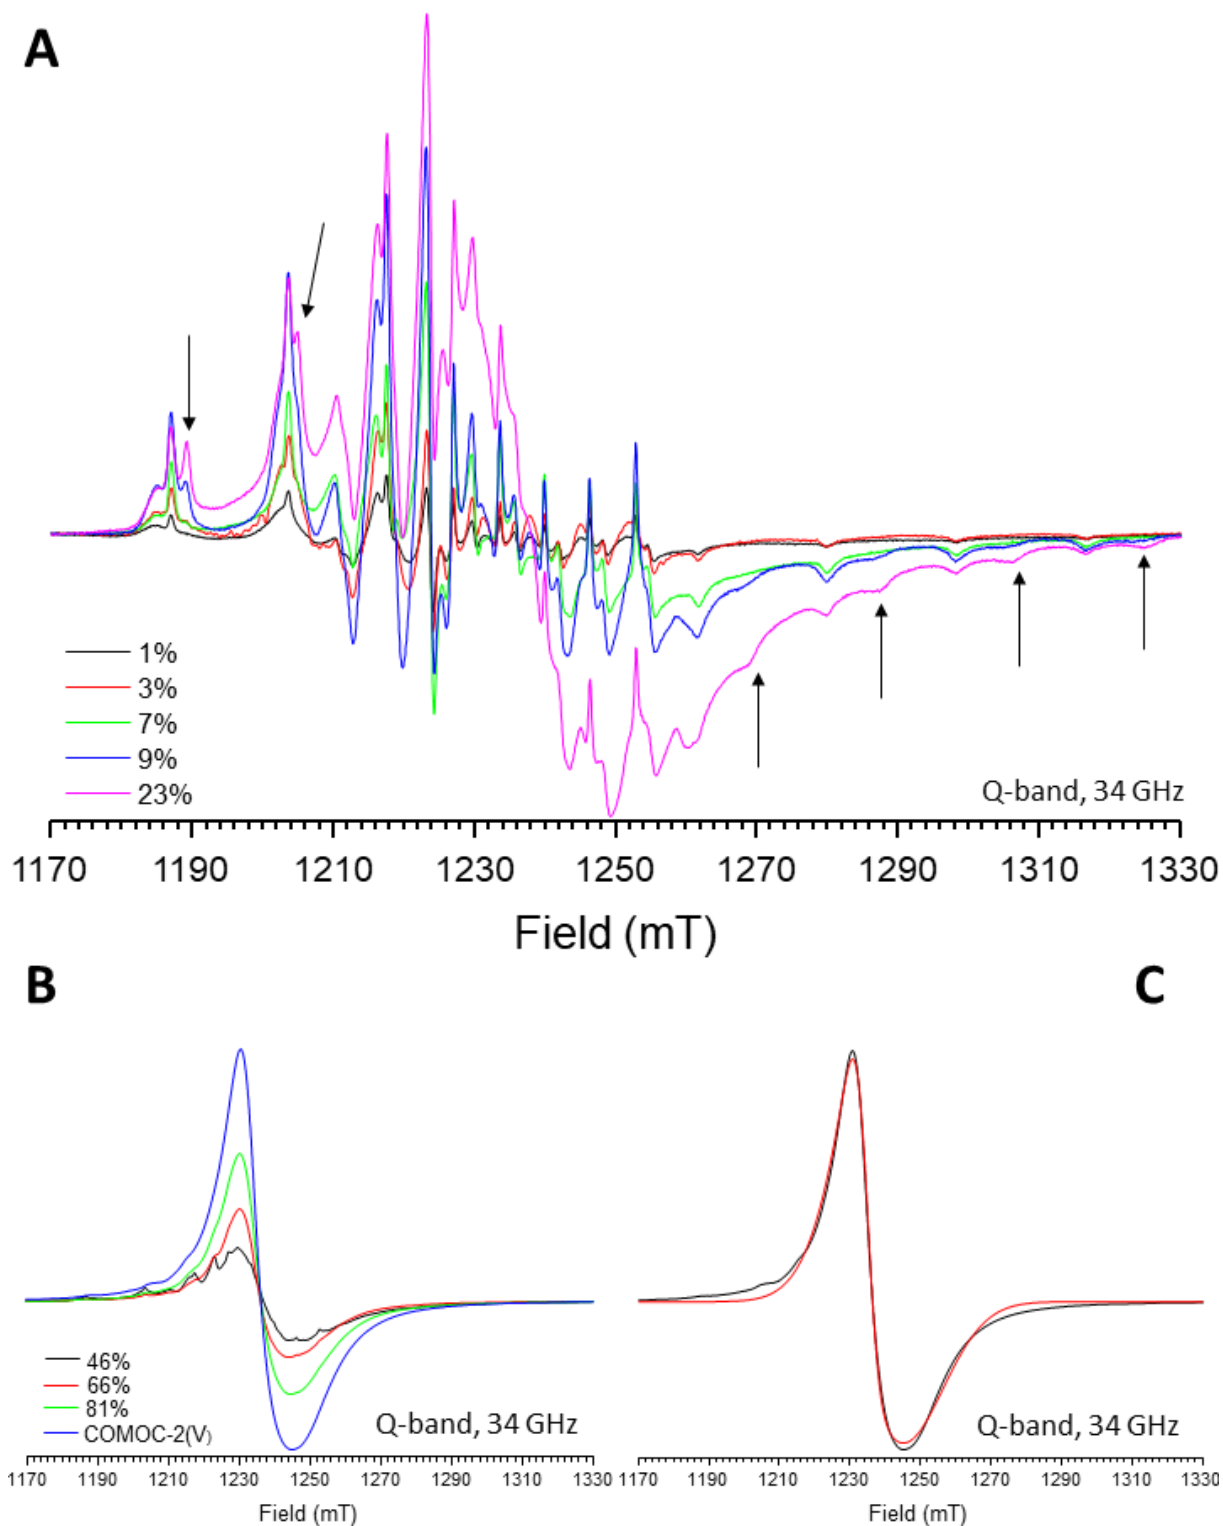 A
1%
3%
7%
9%
23%
Q-band, 34 GHz
1170 1190 1210 1230 1250 1270 1290 1310 1330
Field (mT)
B
C
46%
66%
81%
COMOC-2(V)
Q-band, 34 GHz
Q-band, 34 GHz
1170 1190 1210 1230 1250 1270 1290 1310 1330
1170 1190 1210 1230 1250 1270 1290 1310 1330
Field (mT)
Field (mT)